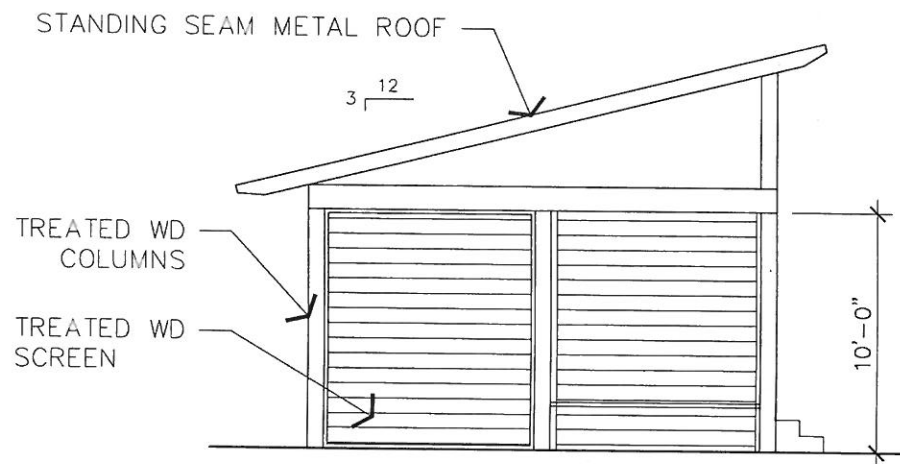 STANDING SEAM METAL ROOF
3 12
TREATED WD
COLUMNS
TREATED WD
SCREEN
10'-0"